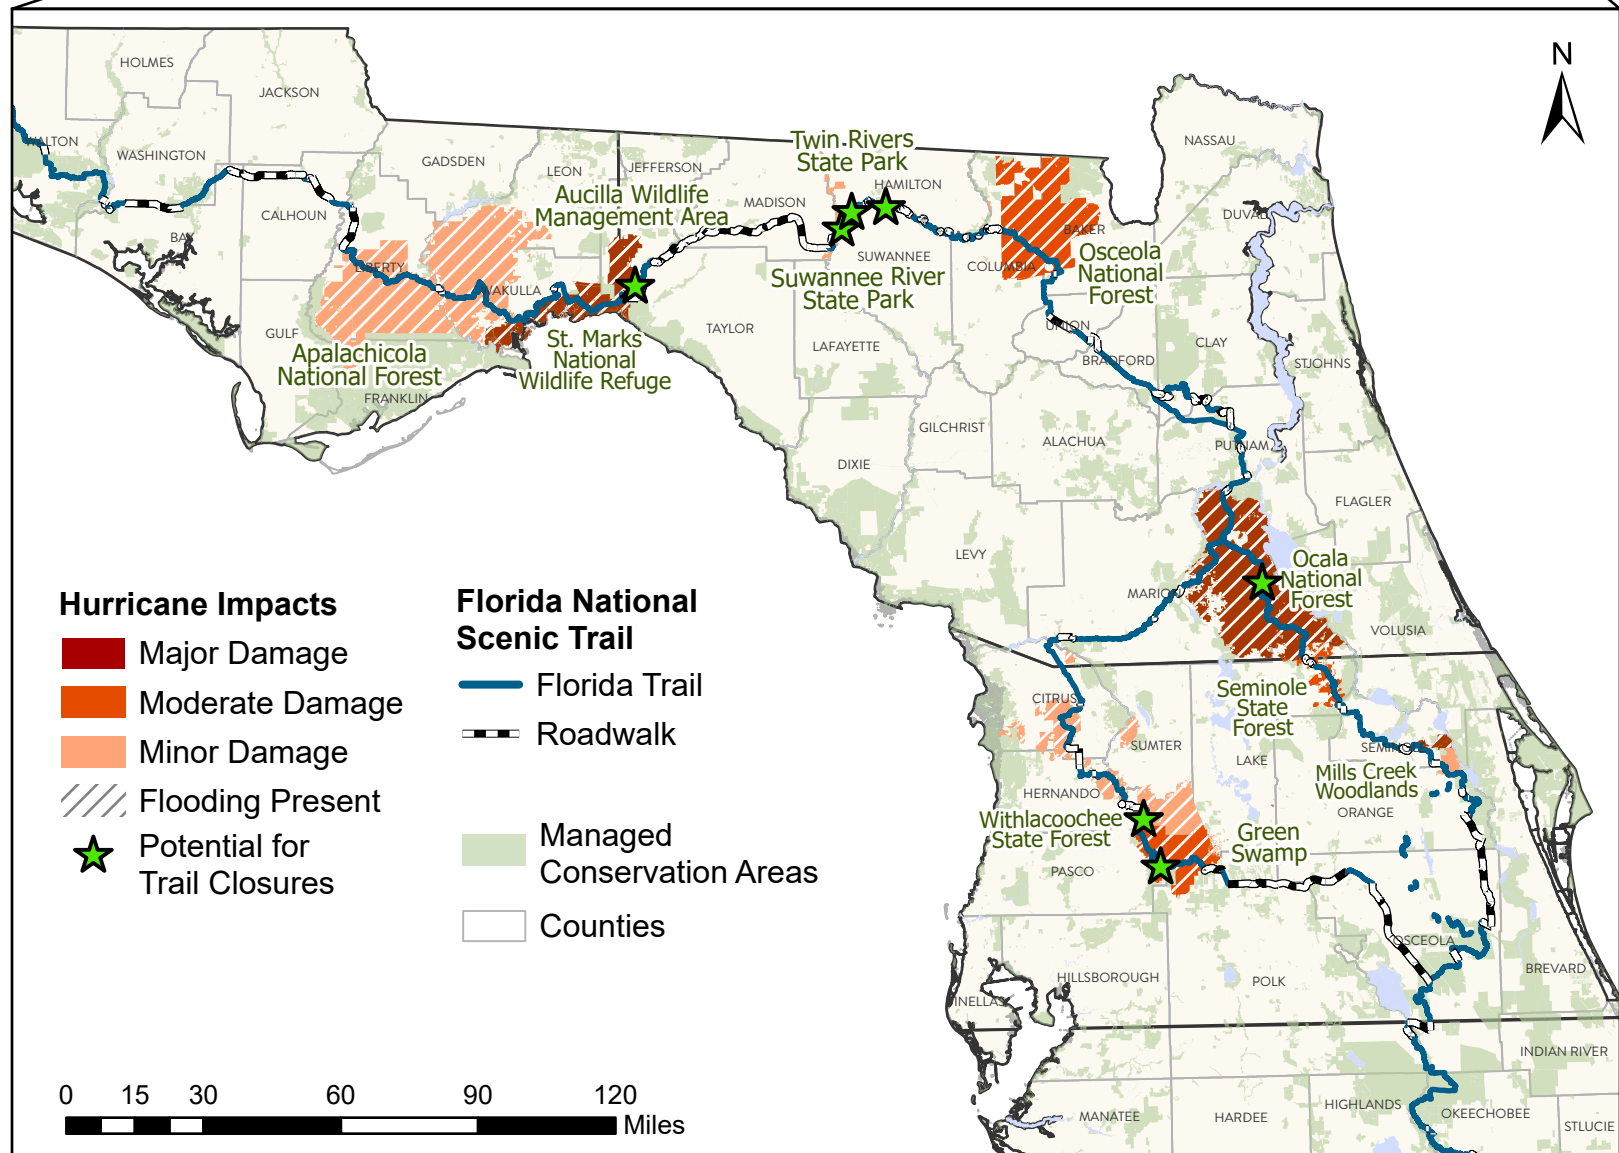 N
HOLMES
JACKSON
NASSAU
WALTON
WASHINGTON
GADSDEN
LEON
JEFFERSON
Twin Rivers
State Park
HAMILTON
Aucilla Wildlife
Management Area
MADISON
CALHOUN
DUVAL
BAY
BAKER
SUWANNEE
COLUMBIA
Osceola
National
Forest
LIBERTY
WAKULLA
Suwannee River
State Park
GULF
TAYLOR
UNION
LAFAYETTE
CLAY
BRADFORD
ST JOHNS
Apalachicola
National Forest
St. Marks
National
Wildlife Refuge
FRANKLIN
GILCHRIST
ALACHUA
PUTNAM
DIXIE
FLAGLER
LEVY
Ocala
National
Forest
MARION
VOLUSIA
Hurricane Impacts
Major Damage
Moderate Damage
Minor Damage
Flooding Present
Potential for
Trail Closures
Florida National
Scenic Trail
Florida Trail
Roadwalk
Managed
Conservation Areas
Counties
CITRUS
Seminole
State
Forest
SUMTER
LAKE
SEMINOLE
Mills Creek
Woodlands
HERNANDO
ORANGE
Withlacoochee
State Forest
Green
Swamp
PASCO
OSCEOLA
BREVARD
HILLSBOROUGH
POLK
PINELLAS
INDIAN RIVER
MANATEE
HARDEE
HIGHLANDS
OKEECHOBEE
ST LUCIE
0 15 30 60 90 120
Miles